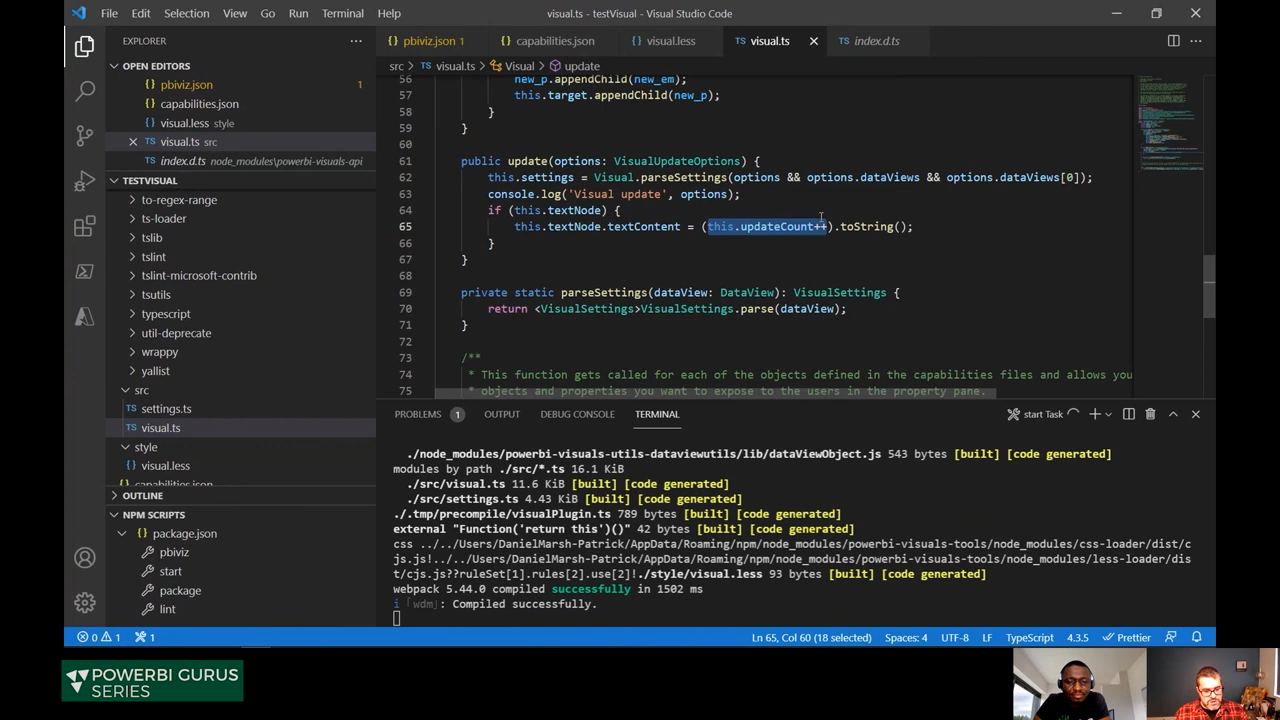 File Edit Selection View Go Run Terminal Help visual.ts - testVisual - Visual Studio Code
EXPLORER
OPEN EDITORS
pbiviz.json 1
capabilities.json
visual.less style
visual.ts src
index.d.ts node_modules\powerbi-visuals-api
TESTVISUAL
to-regex-range
ts-loader
tslib
tslint
tslint-microsoft-contrib
tsutils
typescript
util-deprecate
wrappy
yallist
src
settings.ts
visual.ts
style
visual.less
capabilities.json
OUTLINE
NPM SCRIPTS
package.json
pbiviz
start
package
lint
pbiviz.json 1 capabilities.json visual.less visual.ts index.d.ts
src > visual.ts > Visual > update
56 new_p.appendChild(new_em);
57 this.target.appendChild(new_p);
58 }
59 }
60
61 public update(options: VisualUpdateOptions) {
62 this.settings = Visual.parseSettings(options && options.dataViews && options.dataViews[0]);
63 console.log('Visual update', options);
64 if (this.textNode) {
65 this.textNode.textContent = (this.updateCount++).toString();
66 }
67 }
68
69 private static parseSettings(dataView: DataView): VisualSettings {
70 return <VisualSettings>VisualSettings.parse(dataView);
71 }
72
73 /**
74 * This function gets called for each of the objects defined in the capabilities files and allows you
75 * objects and properties you want to expose to the users in the property pane.
PROBLEMS 1 OUTPUT DEBUG CONSOLE TERMINAL start Task
./node_modules/powerbi-visuals-utils-dataviewutils/lib/dataViewObject.js 543 bytes [built] [code generated]
modules by path ./src/*.ts 16.1 KiB
./src/visual.ts 11.6 KiB [built] [code generated]
./src/settings.ts 4.43 KiB [built] [code generated]
./.tmp/precompile/visualPlugin.ts 789 bytes [built] [code generated]
external "Function('return this')()" 42 bytes [built] [code generated]
css ../../Users/DanielMarsh-Patrick/AppData/Roaming/npm/node_modules/powerbi-visuals-tools/node_modules/css-loader/dist/c
js.js!../../Users/DanielMarsh-Patrick/AppData/Roaming/npm/node_modules/powerbi-visuals-tools/node_modules/less-loader/dis
t/cjs.js??ruleSet[1].rules[2].use[2]!./style/visual.less 93 bytes [built] [code generated]
webpack 5.44.0 compiled successfully in 1502 ms
i 「wdm」: Compiled successfully.
0 1 1 Ln 65, Col 60 (18 selected) Spaces: 4 UTF-8 LF TypeScript 4.3.5 Prettier
POWERBI GURUS
SERIES